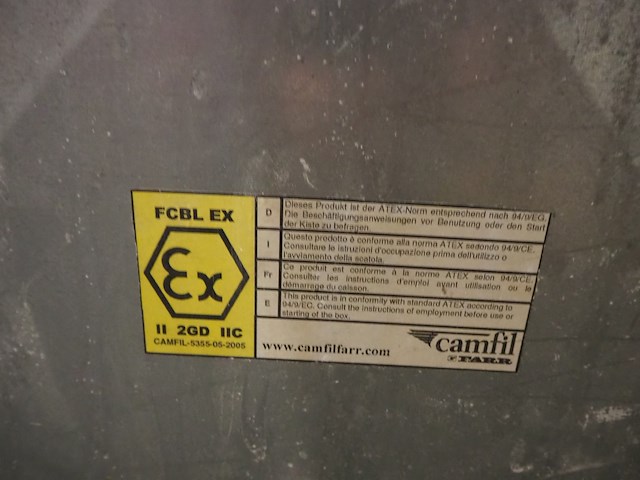 FCBL EX
Ex
II 2GD IIC
CAMFIL-5355-05-2005
D
Dieses Produkt ist der ATEX-Norm entsprechend nach 94/9/EG.
Die Beschäftigungsanweisungen vor Benutzung oder den Start
der Kiste zu befragen.
I
Questo prodotto è conforme alla norma ATEX sedondo 94/9/CE.
Consultare le istruzioni d'occupazione prima dell'utilizzo o
l'avviamento della scatola.
Fr
Ce produit est conforme à la norme ATEX selon 94/9/CE
Consulter les instructions d'emploi avant utilisation ou le
démarrage du caisson.
E
This product is in conformity with standard ATEX according to
94/9/EC. Consult the instructions of employment before use or
starting of the box.
www.camfilfarr.com
camfil
FARR